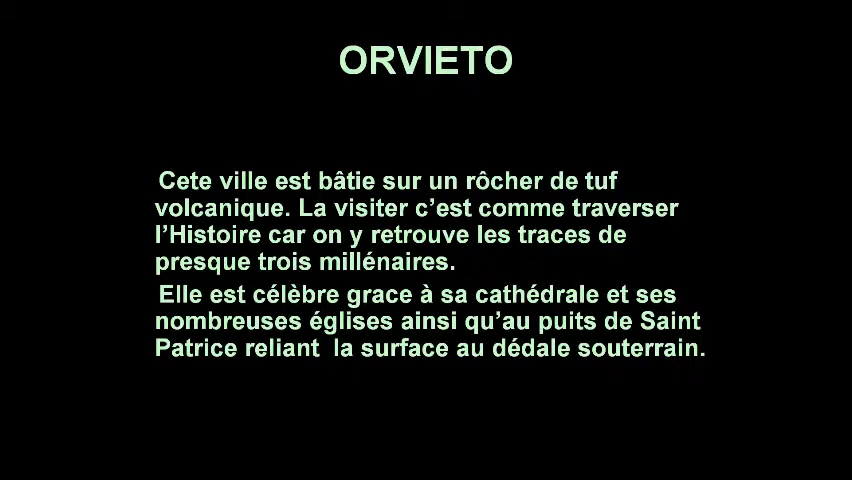 ORVIETO
Cete ville est bâtie sur un rôcher de tuf
volcanique. La visiter c’est comme traverser
l’Histoire car on y retrouve les traces de
presque trois millénaires.
Elle est célèbre grace à sa cathédrale et ses
nombreuses églises ainsi qu’au puits de Saint
Patrice reliant  la surface au dédale souterrain.